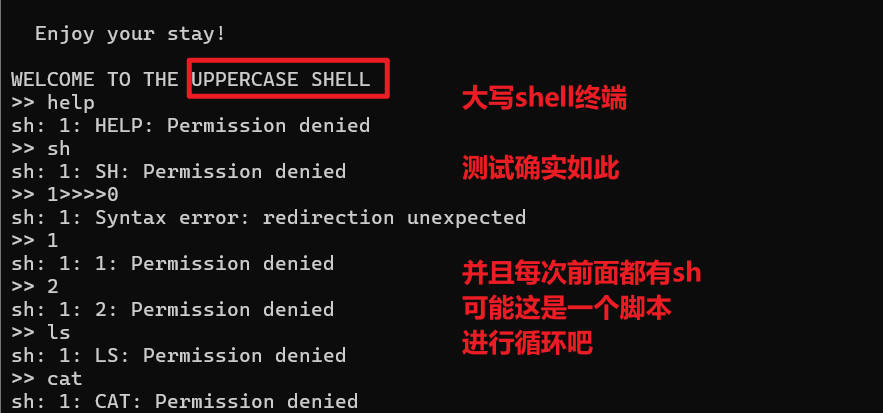 Enjoy your stay!
WELCOME TO THE UPPERCASE SHELL
大写shell终端
>> help
sh: 1: HELP: Permission denied
>> sh
sh: 1: SH: Permission denied
测试确实如此
>> 1>>>>0
sh: 1: Syntax error: redirection unexpected
>> 1
sh: 1: 1: Permission denied
并且每次前面都有sh
>> 2
sh: 1: 2: Permission denied
可能这是一个脚本
>> ls
进行循环吧
sh: 1: LS: Permission denied
>> cat
sh: 1: CAT: Permission denied